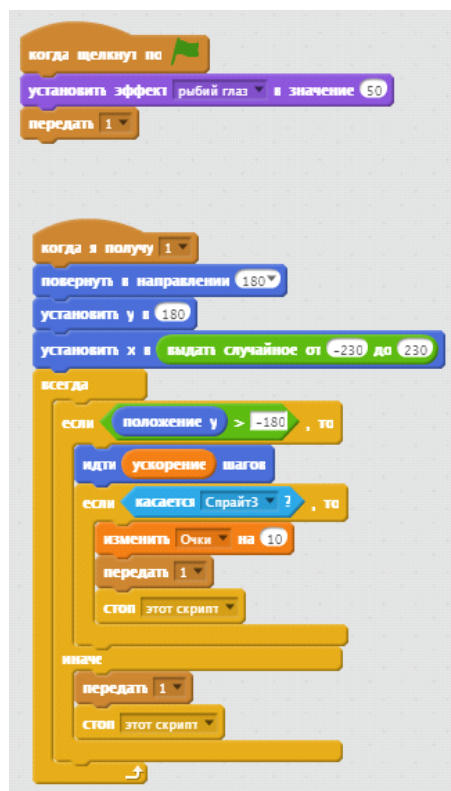 когда щелкнут по
установить эффект рыбий глаз в значение 50
передать 1
когда я получу 1
повернуть в направлении 180
установить y в 180
установить x в выдать случайное от -230 до 230
всегда
если положение y > -180 , то
идти ускорение шагов
если касается Спрайт3 ? , то
изменить Очки на 10
передать 1
стоп этот скрипт
иначе
передать 1
стоп этот скрипт